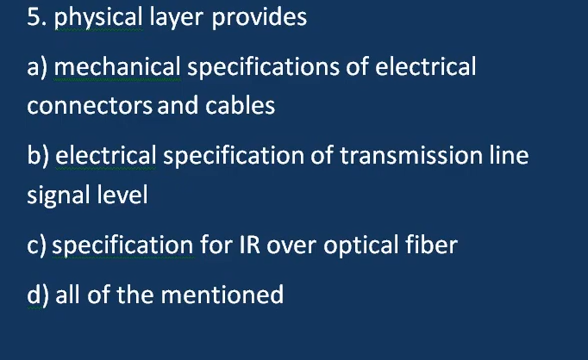 5. physical layer provides
a) mechanical specifications of electrical
connectors and cables
b) electrical specification of transmission line
signal level
c) specification for IR over optical fiber
d) all of the mentioned